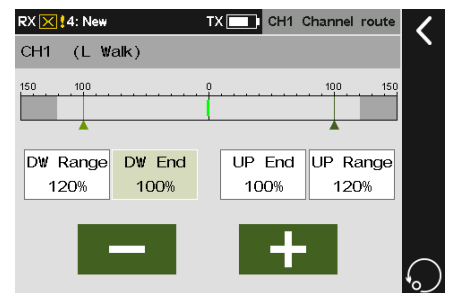 RX !4: New TX CH1 Channel route
CH1 (L Walk)
150 100 0 100 150
DW Range DW End UP End UP Range
120% 100% 100% 120%